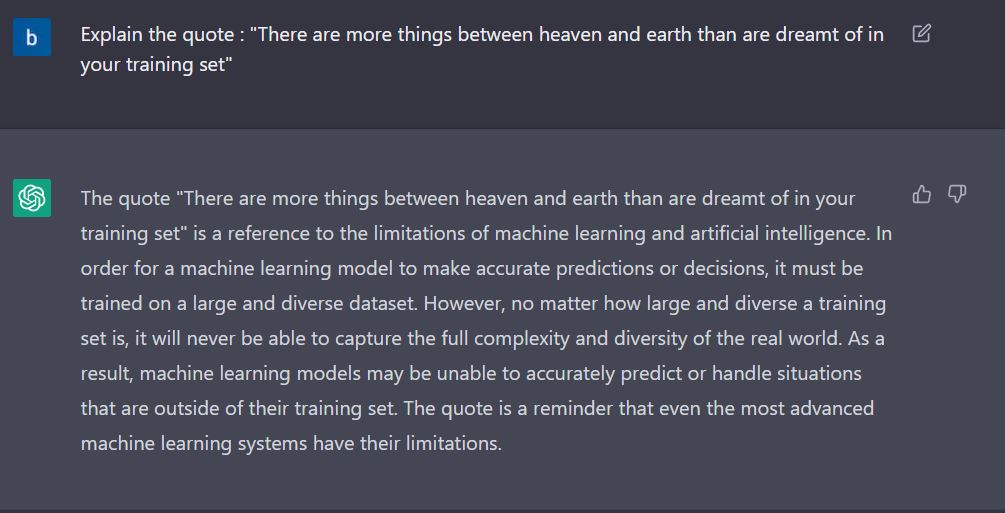 b
Explain the quote : "There are more things between heaven and earth than are dreamt of in
your training set"
The quote "There are more things between heaven and earth than are dreamt of in your
training set" is a reference to the limitations of machine learning and artificial intelligence. In
order for a machine learning model to make accurate predictions or decisions, it must be
trained on a large and diverse dataset. However, no matter how large and diverse a training
set is, it will never be able to capture the full complexity and diversity of the real world. As a
result, machine learning models may be unable to accurately predict or handle situations
that are outside of their training set. The quote is a reminder that even the most advanced
machine learning systems have their limitations.